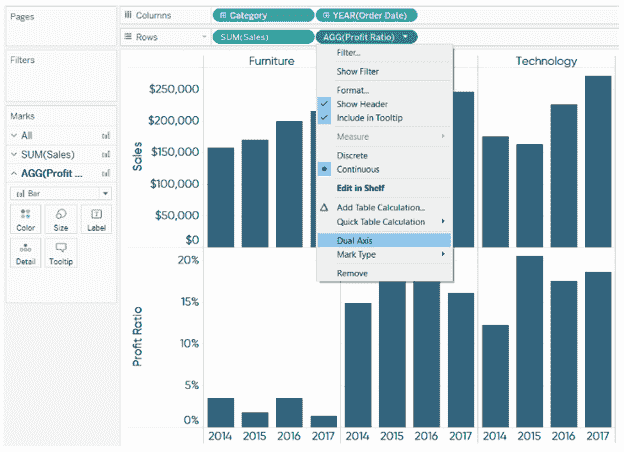 Pages
Columns
Category
YEAR(Order Date)
Rows
SUM(Sales)
AGG(Profit Ratio)
Filters
Marks
All
SUM(Sales)
AGG(Profit ...
Bar
Color
Size
Label
Detail
Tooltip
Furniture
Technology
Filter...
Show Filter
Format...
Show Header
Include in Tooltip
Measure
Discrete
Continuous
Edit in Shelf
Add Table Calculation...
Quick Table Calculation
Dual Axis
Mark Type
Remove
Sales
$250,000
$200,000
$150,000
$100,000
$50,000
$0
Profit Ratio
20%
15%
10%
5%
0%
2014 2015 2016 2017 2014 2015 2016 2017 2014 2015 2016 2017